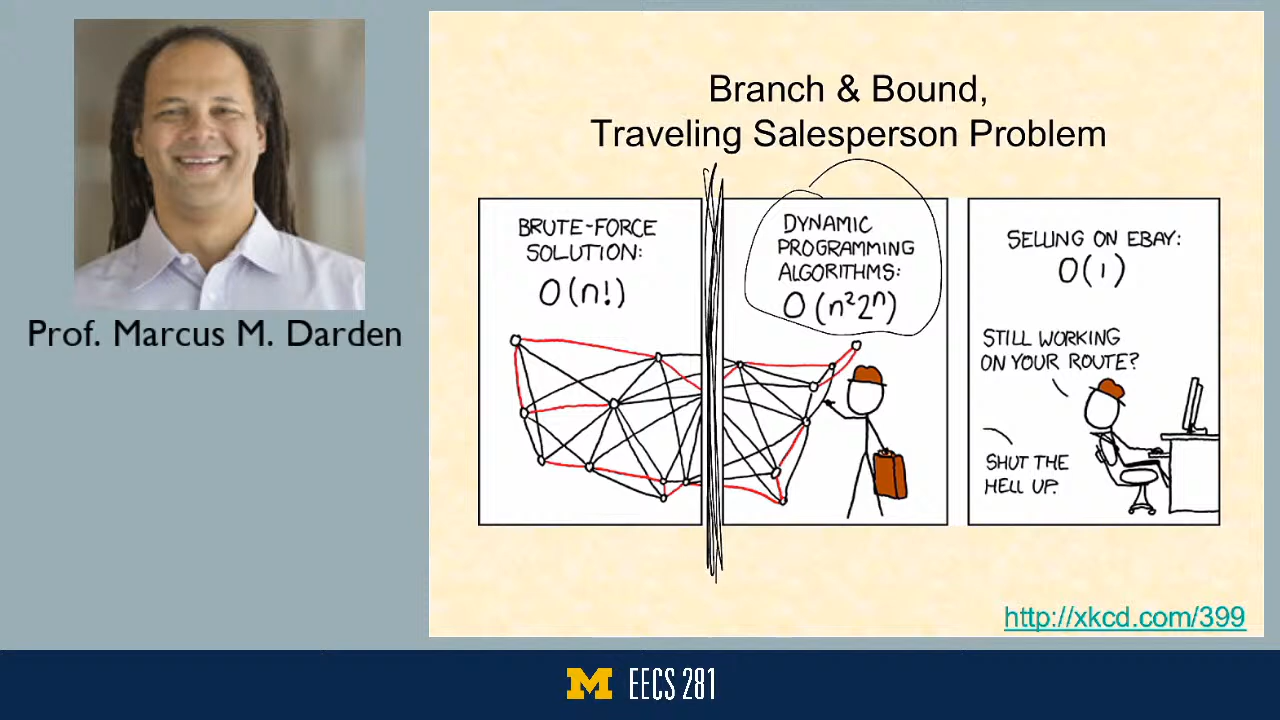 Prof. Marcus M. Darden
Branch & Bound,
Traveling Salesperson Problem
BRUTE-FORCE
SOLUTION:
O(n!)
DYNAMIC
PROGRAMMING
ALGORITHMS:
O(n²2ⁿ)
SELLING ON EBAY:
O(1)
STILL WORKING
ON YOUR ROUTE?
SHUT THE
HELL UP.
http://xkcd.com/399
M EECS 281